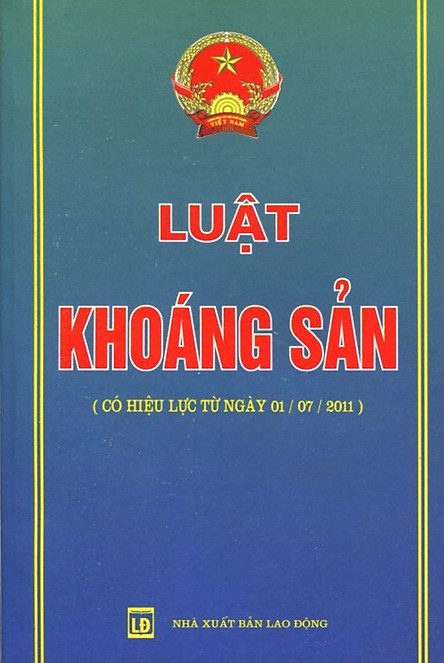 VIỆT NAM
LUẬT
KHOÁNG SẢN
( CÓ HIỆU LỰC TỪ NGÀY 01 / 07 / 2011 )
LĐ
NHÀ XUẤT BẢN LAO ĐỘNG